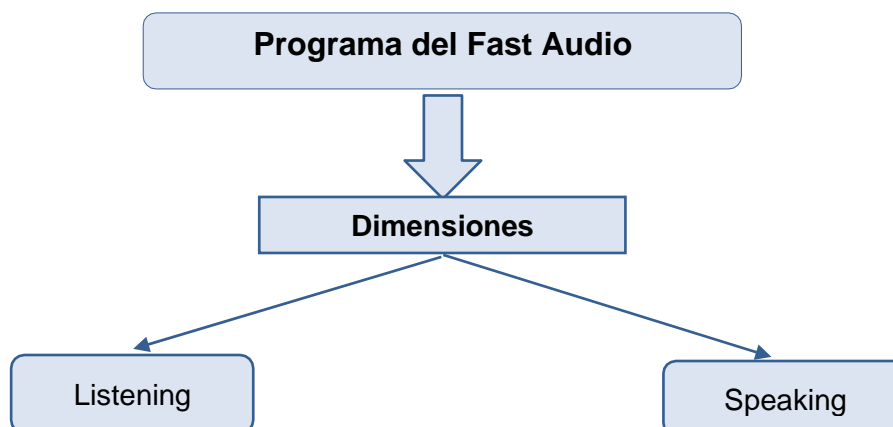 Programa del Fast Audio
Dimensiones
Listening
Speaking